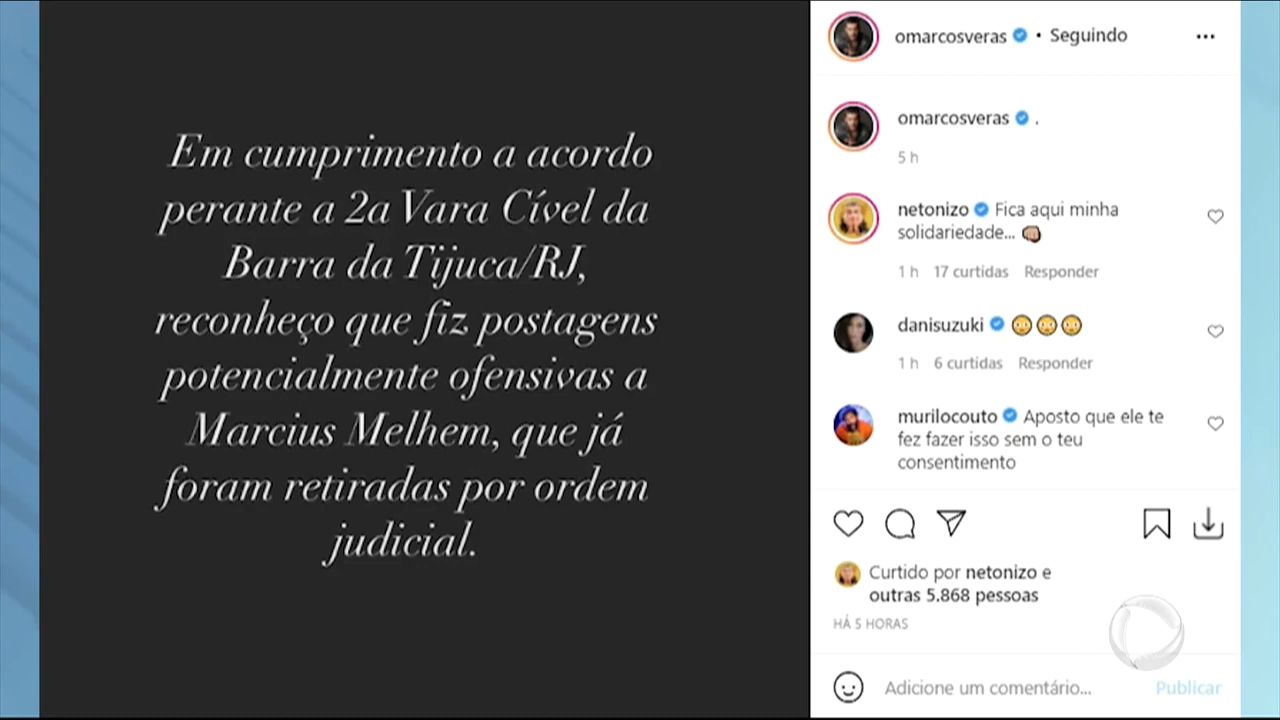 Em cumprimento a acordo
perante a 2a Vara Cível da
Barra da Tijuca/RJ,
reconheço que fiz postagens
potencialmente ofensivas a
Marcius Melhem, que já
foram retiradas por ordem
judicial.
omarcosveras • Seguindo
omarcosveras .
5 h
netonizo Fica aqui minha
solidariedade... 👊🏼
1 h 17 curtidas Responder
danisuzuki 😳😳😳
1 h 6 curtidas Responder
murilocouto Aposto que ele te
fez fazer isso sem o teu
consentimento
Curtido por netonizo e
outras 5.868 pessoas
HÁ 5 HORAS
Adicione um comentário... Publicar